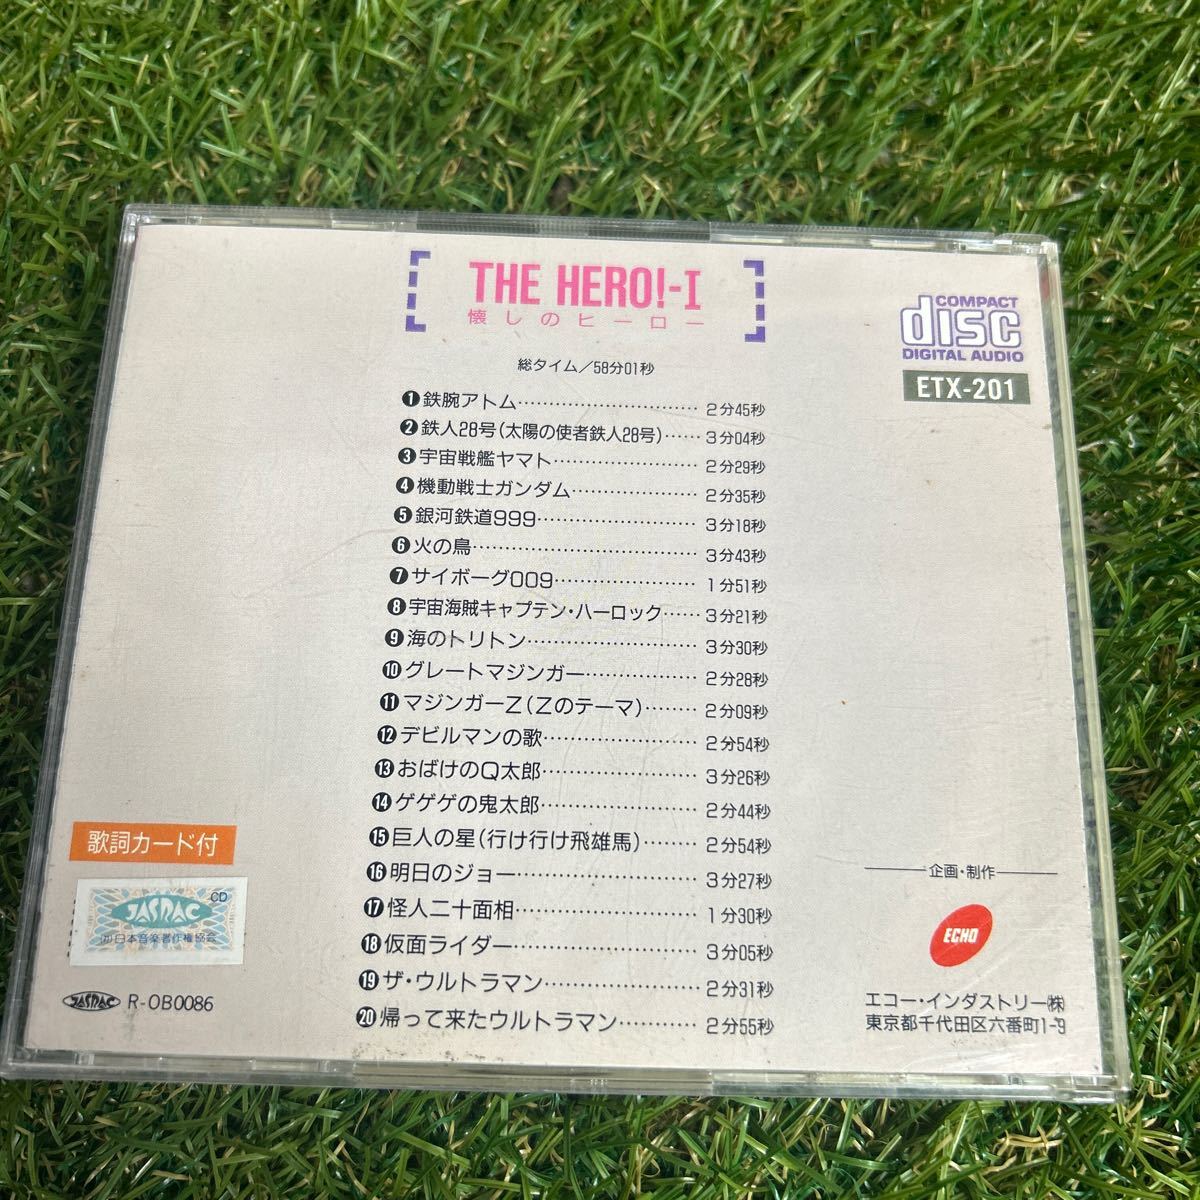 THE HERO!-I
懐しのヒーロー
COMPACT
disc
DIGITAL AUDIO
ETX-201
総タイム／58分01秒
❶鉄腕アトム…………………………2分45秒
❷鉄人28号(太陽の使者鉄人28号)……3分04秒
❸宇宙戦艦ヤマト……………………2分29秒
❹機動戦士ガンダム…………………2分35秒
❺銀河鉄道999………………………3分18秒
❻火の鳥………………………………3分43秒
❼サイボーグ009……………………1分51秒
❽宇宙海賊キャプテン・ハーロック……3分21秒
❾海のトリトン………………………3分30秒
❿グレートマジンガー………………2分28秒
⓫マジンガーZ(Zのテーマ)………2分09秒
⓬デビルマンの歌……………………2分54秒
⓭おばけのQ太郎……………………3分26秒
⓮ゲゲゲの鬼太郎……………………2分44秒
⓯巨人の星(行け行け飛雄馬)………2分54秒
⓰明日のジョー………………………3分27秒
⓱怪人二十面相………………………1分30秒
⓲仮面ライダー………………………3分05秒
⓳ザ・ウルトラマン…………………2分31秒
⓴帰って来たウルトラマン…………2分55秒
歌詞カード付
CD
JASRAC
(社)日本音楽著作権協会
JASRAC R-OB0086
企画・制作
ECHO
エコー・インダストリー㈱
東京都千代田区六番町1-9